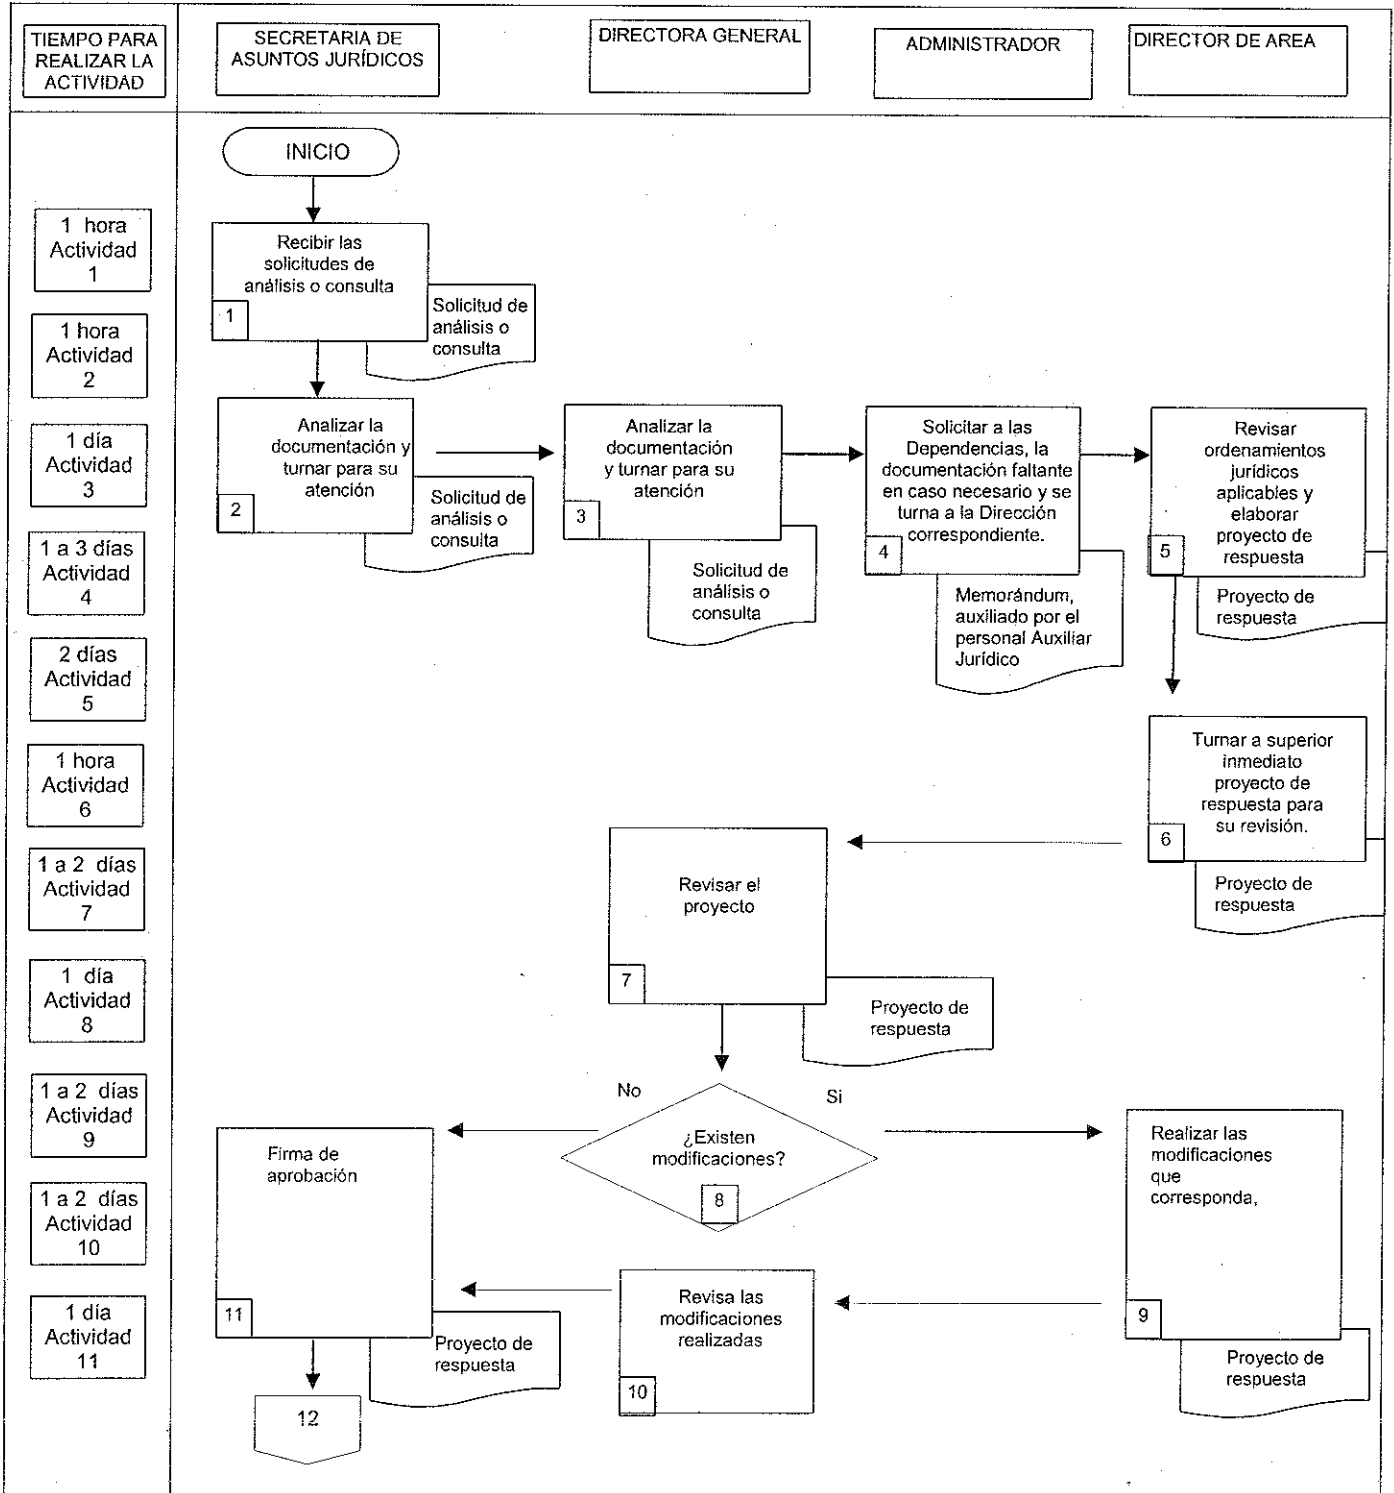 TIEMPO PARA
REALIZAR LA
ACTIVIDAD
SECRETARIA DE
ASUNTOS JURÍDICOS
DIRECTORA GENERAL
ADMINISTRADOR
DIRECTOR DE AREA
INICIO
1 hora
Actividad
1
1 hora
Actividad
2
1 día
Actividad
3
1 a 3 días
Actividad
4
2 días
Actividad
5
1 hora
Actividad
6
1 a 2 días
Actividad
7
1 día
Actividad
8
1 a 2 días
Actividad
9
1 a 2 días
Actividad
10
1 día
Actividad
11
Recibir las
solicitudes de
análisis o consulta
1
Solicitud de
análisis o
consulta
Analizar la
documentación y
turnar para su
atención
2
Solicitud de
análisis o
consulta
Analizar la
documentación
y turnar para su
atención
3
Solicitud de
análisis o
consulta
Solicitar a las
Dependencias, la
documentación faltante
en caso necesario y se
turna a la Dirección
correspondiente.
4
Memorándum,
auxiliado por el
personal Auxiliar
Jurídico
Revisar
ordenamientos
jurídicos
aplicables y
elaborar
proyecto de
respuesta
5
Proyecto de
respuesta
Turnar a superior
inmediato
proyecto de
respuesta para
su revisión.
6
Proyecto de
respuesta
Revisar el
proyecto
7
Proyecto de
respuesta
No
Si
¿Existen
modificaciones?
8
Realizar las
modificaciones
que
corresponda,
9
Proyecto de
respuesta
Revisa las
modificaciones
realizadas
10
Firma de
aprobación
11
Proyecto de
respuesta
12